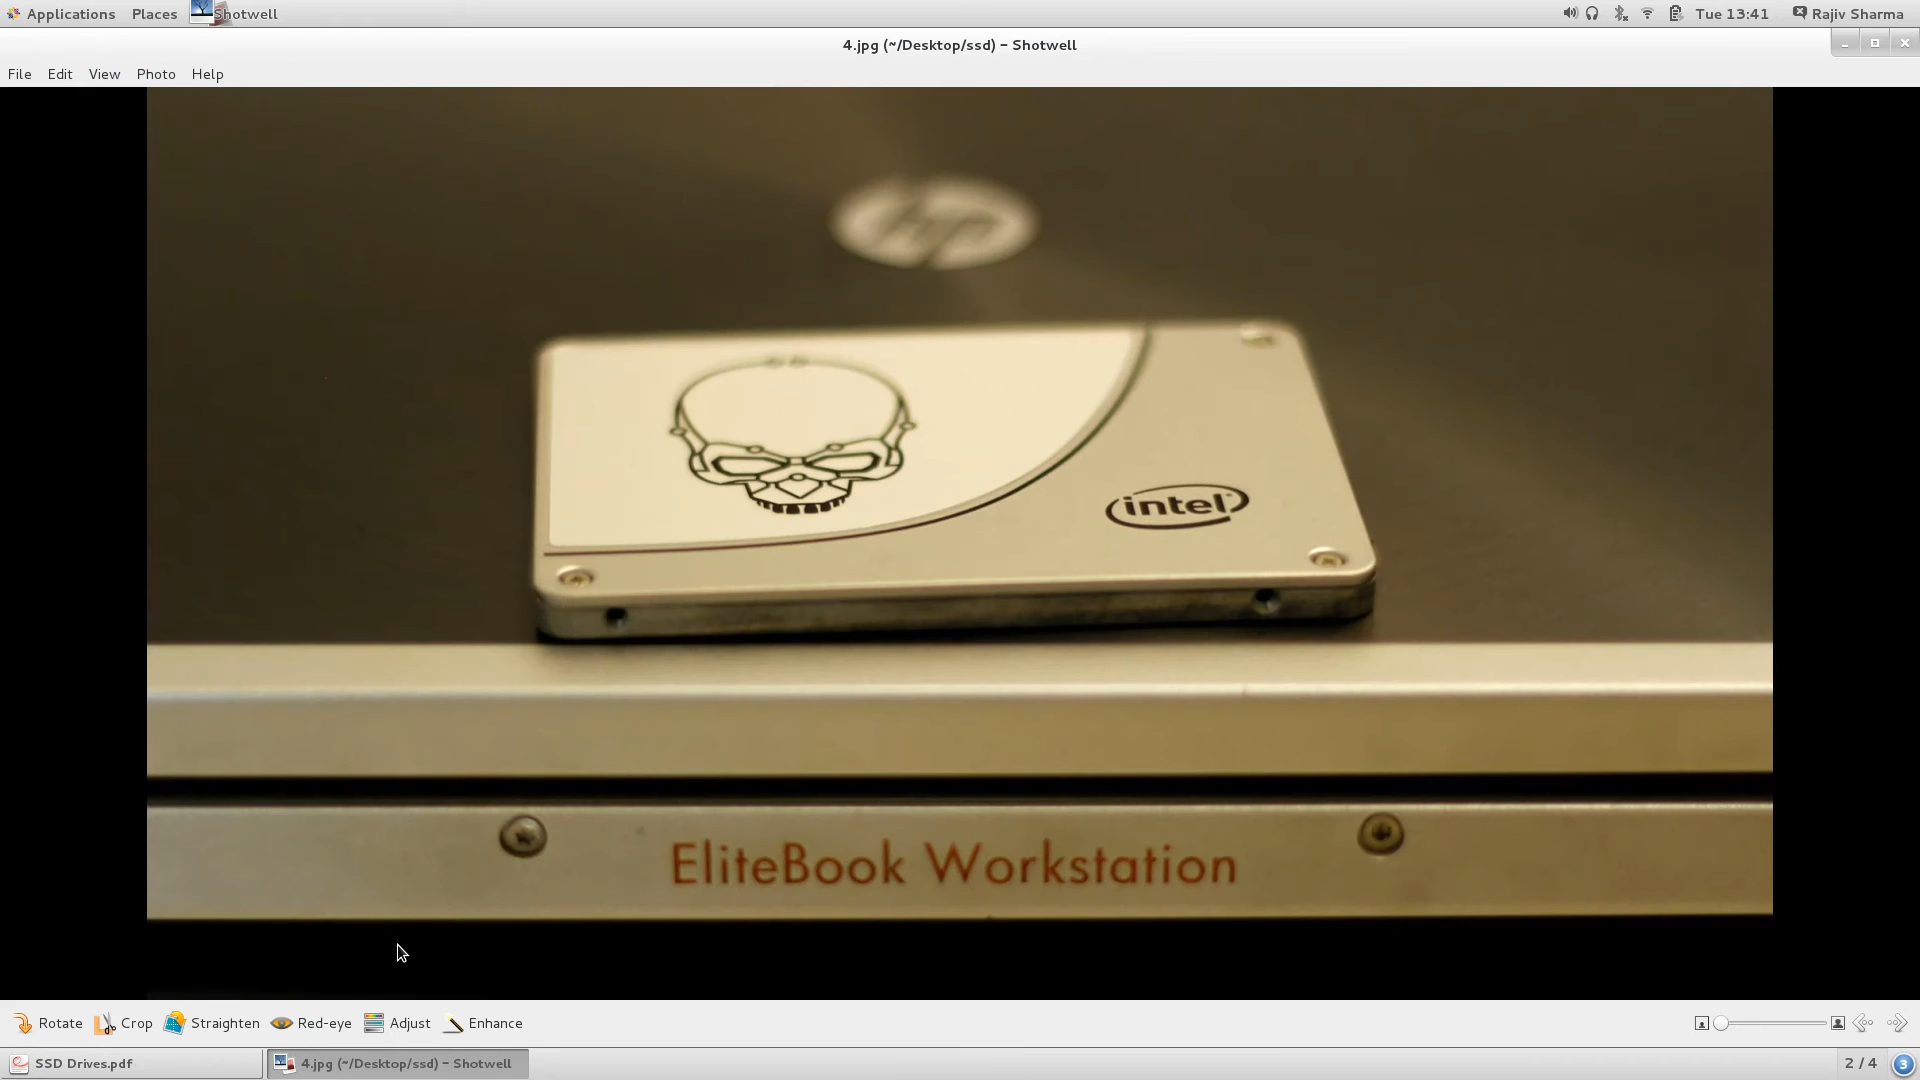 Applications Places Shotwell Tue 13:41 Rajiv Sharma
4.jpg (~/Desktop/ssd) – Shotwell
File Edit View Photo Help
hp
intel
EliteBook Workstation
Rotate Crop Straighten Red-eye Adjust Enhance
SSD Drives.pdf 4.jpg (~/Desktop/ssd) – Shotwell 2 / 4 3